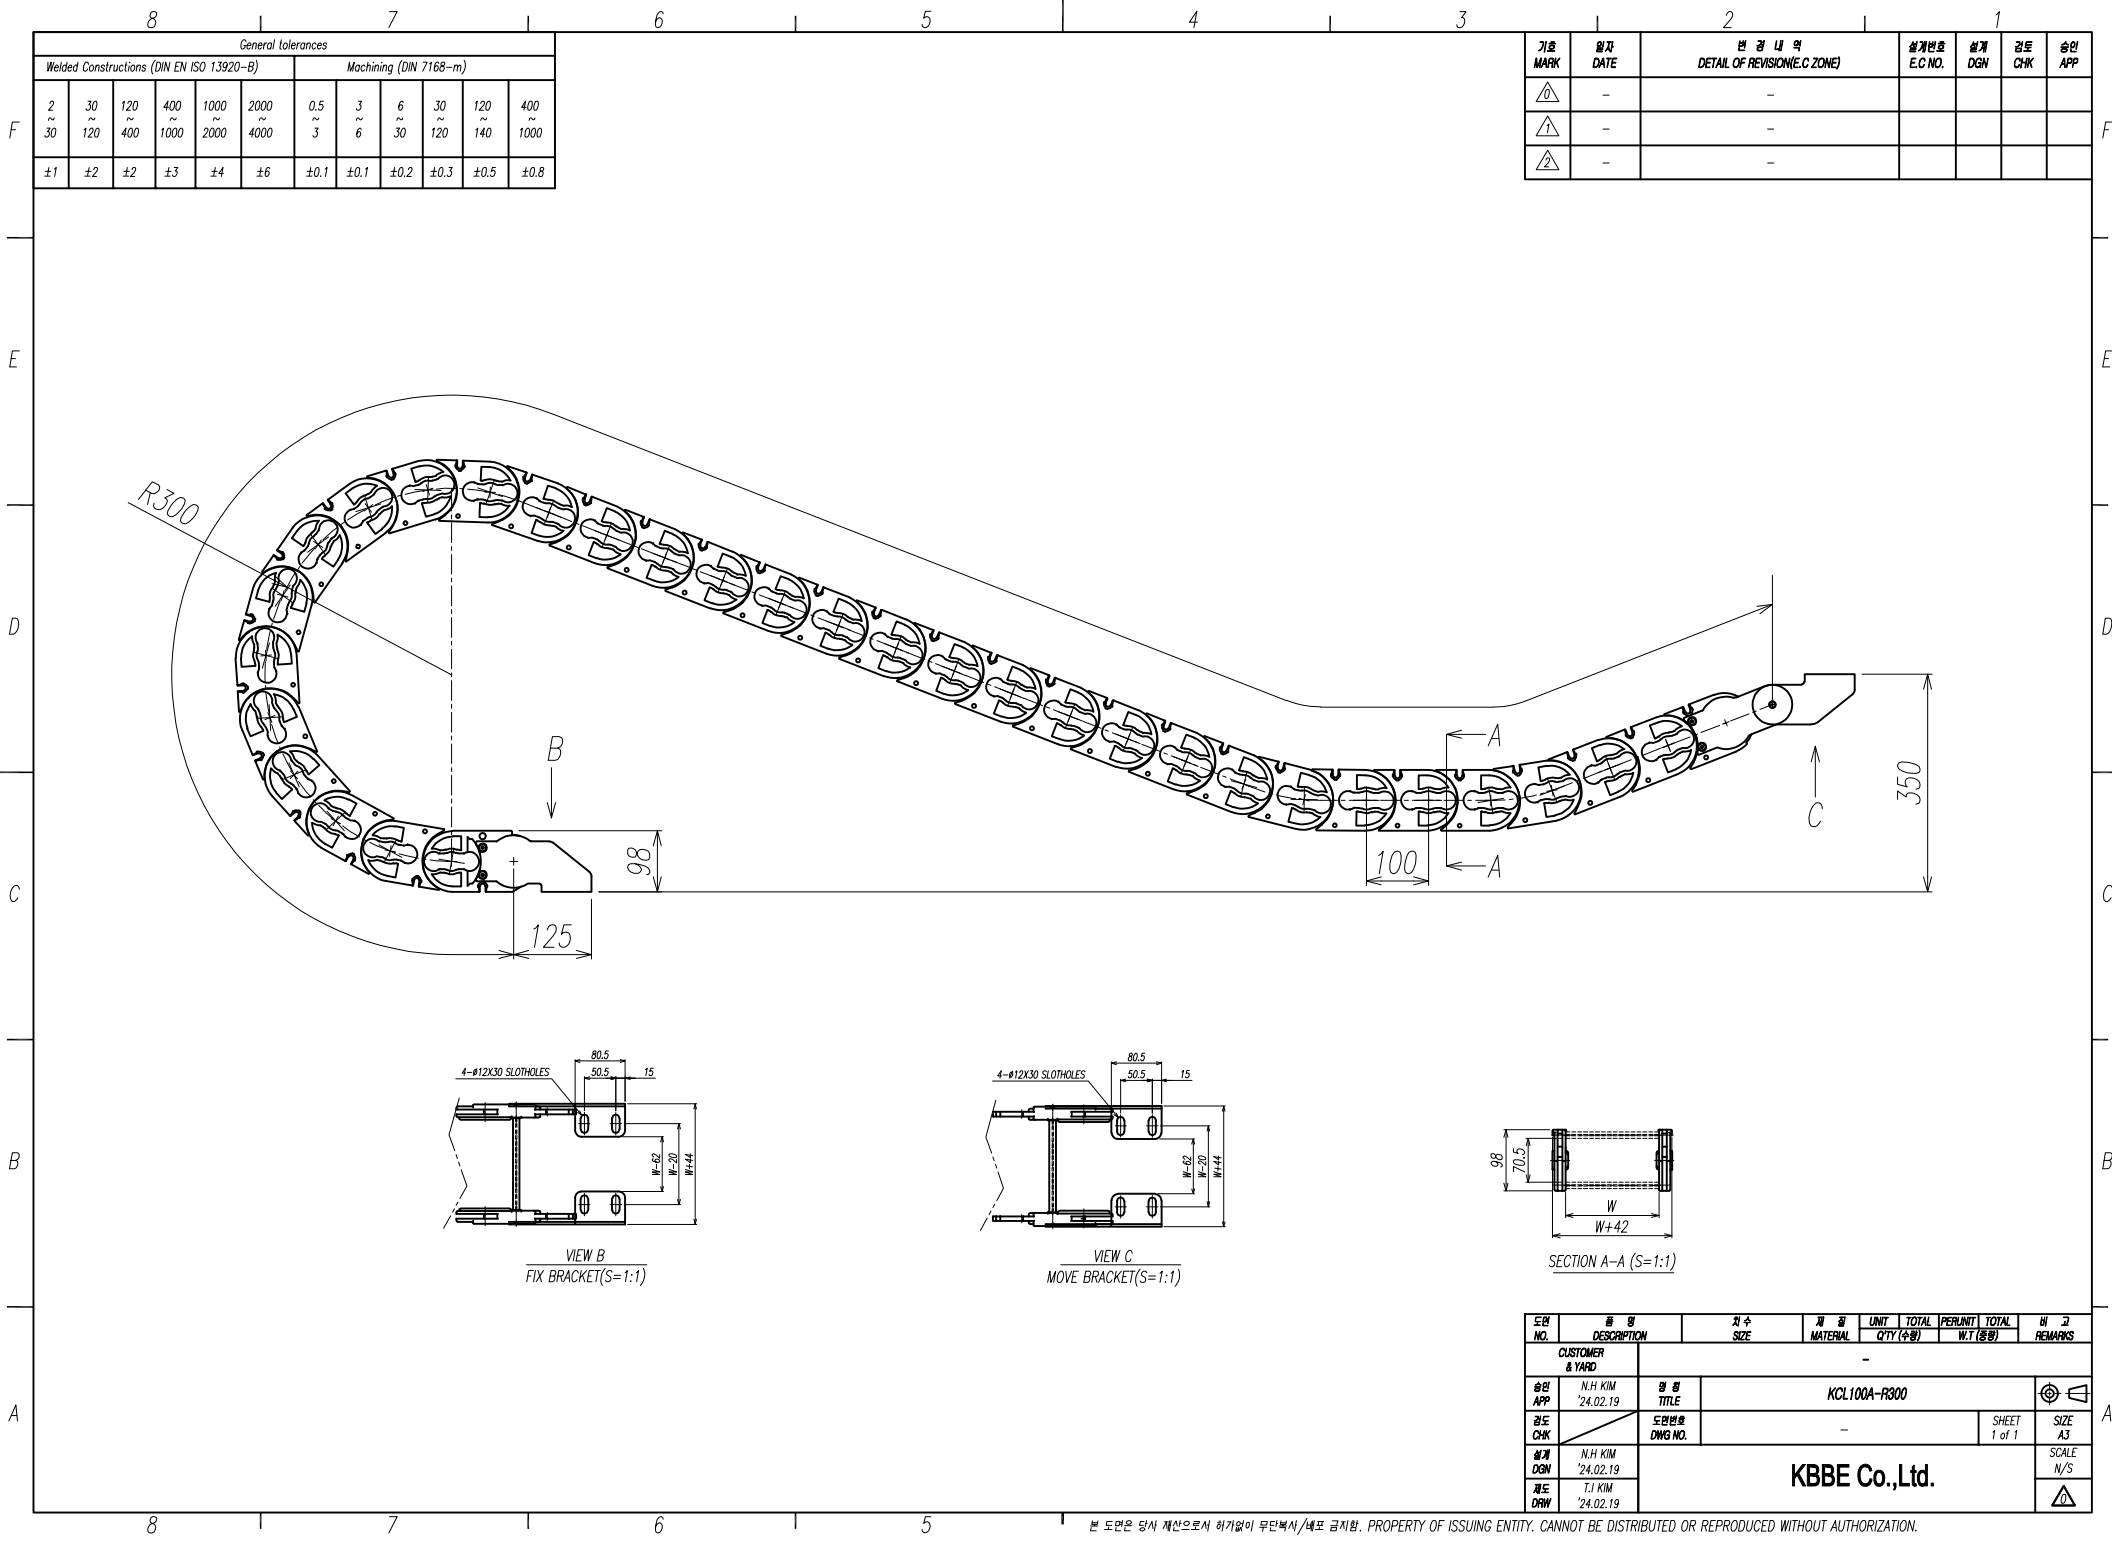 8 7 6 5 4 3 2 1
General tolerances
Welded Constructions (DIN EN ISO 13920-B) Machining (DIN 7168-m)
2 30 120 400 1000 2000 0.5 3 6 30 120 400
~ ~ ~ ~ ~ ~ ~ ~ ~ ~ ~ ~
30 120 400 1000 2000 4000 3 6 30 120 140 1000
±1 ±2 ±2 ±3 ±4 ±6 ±0.1 ±0.1 ±0.2 ±0.3 ±0.5 ±0.8
기호 일자 변 경 내 역 설계번호 설계 검토 승인
MARK DATE DETAIL OF REVISION(E.C ZONE) E.C NO. DGN CHK APP
0 - -
1 - -
2 - -
F F
E E
D D
C C
B B
A A
R300
B
98
125
A
A
100
C
350
80.5
4-ø12X30 SLOTHOLES 50.5 15
W-62 W-20 W+44
VIEW B
FIX BRACKET(S=1:1)
80.5
4-ø12X30 SLOTHOLES 50.5 15
W-62 W-20 W+44
VIEW C
MOVE BRACKET(S=1:1)
98 70.5
W
W+42
SECTION A-A (S=1:1)
도면 품 명 치 수 재 질 UNIT TOTAL PERUNIT TOTAL 비 고
NO. DESCRIPTION SIZE MATERIAL Q'TY (수량) W.T (중량) REMARKS
CUSTOMER
& YARD -
승인 N.H KIM 명 칭 KCL100A-R300
APP '24.02.19 TITLE
검도 도면번호 - SHEET SIZE
CHK DWG NO. 1 of 1 A3
설계 N.H KIM SCALE
DGN '24.02.19 N/S
KBBE Co.,Ltd.
제도 T.I KIM 0
DRW '24.02.19
8 7 6 5
본 도면은 당사 재산으로서 허가없이 무단복사/배포 금지함. PROPERTY OF ISSUING ENTITY. CANNOT BE DISTRIBUTED OR REPRODUCED WITHOUT AUTHORIZATION.